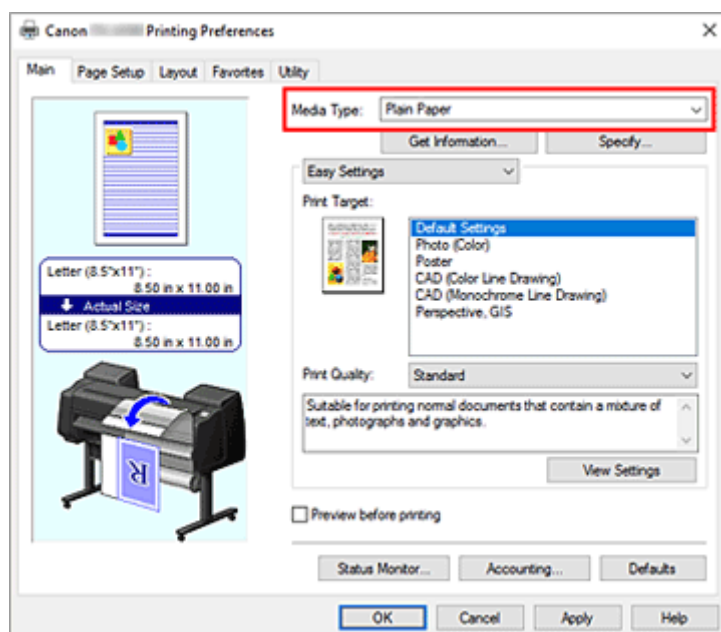 Canon Printing Preferences
Main Page Setup Layout Favorites Utility
Media Type: Plain Paper
Get Information... Specify...
Easy Settings
Print Target:
Default Settings
Photo (Color)
Poster
CAD (Color Line Drawing)
CAD (Monochrome Line Drawing)
Perspective, GIS
Letter (8.5"x11") :
8.50 in x 11.00 in
Actual Size
Letter (8.5"x11") :
8.50 in x 11.00 in
Print Quality: Standard
Suitable for printing normal documents that contain a mixture of
text, photographs and graphics.
View Settings
R
Preview before printing
Status Monitor... Accounting... Defaults
OK Cancel Apply Help